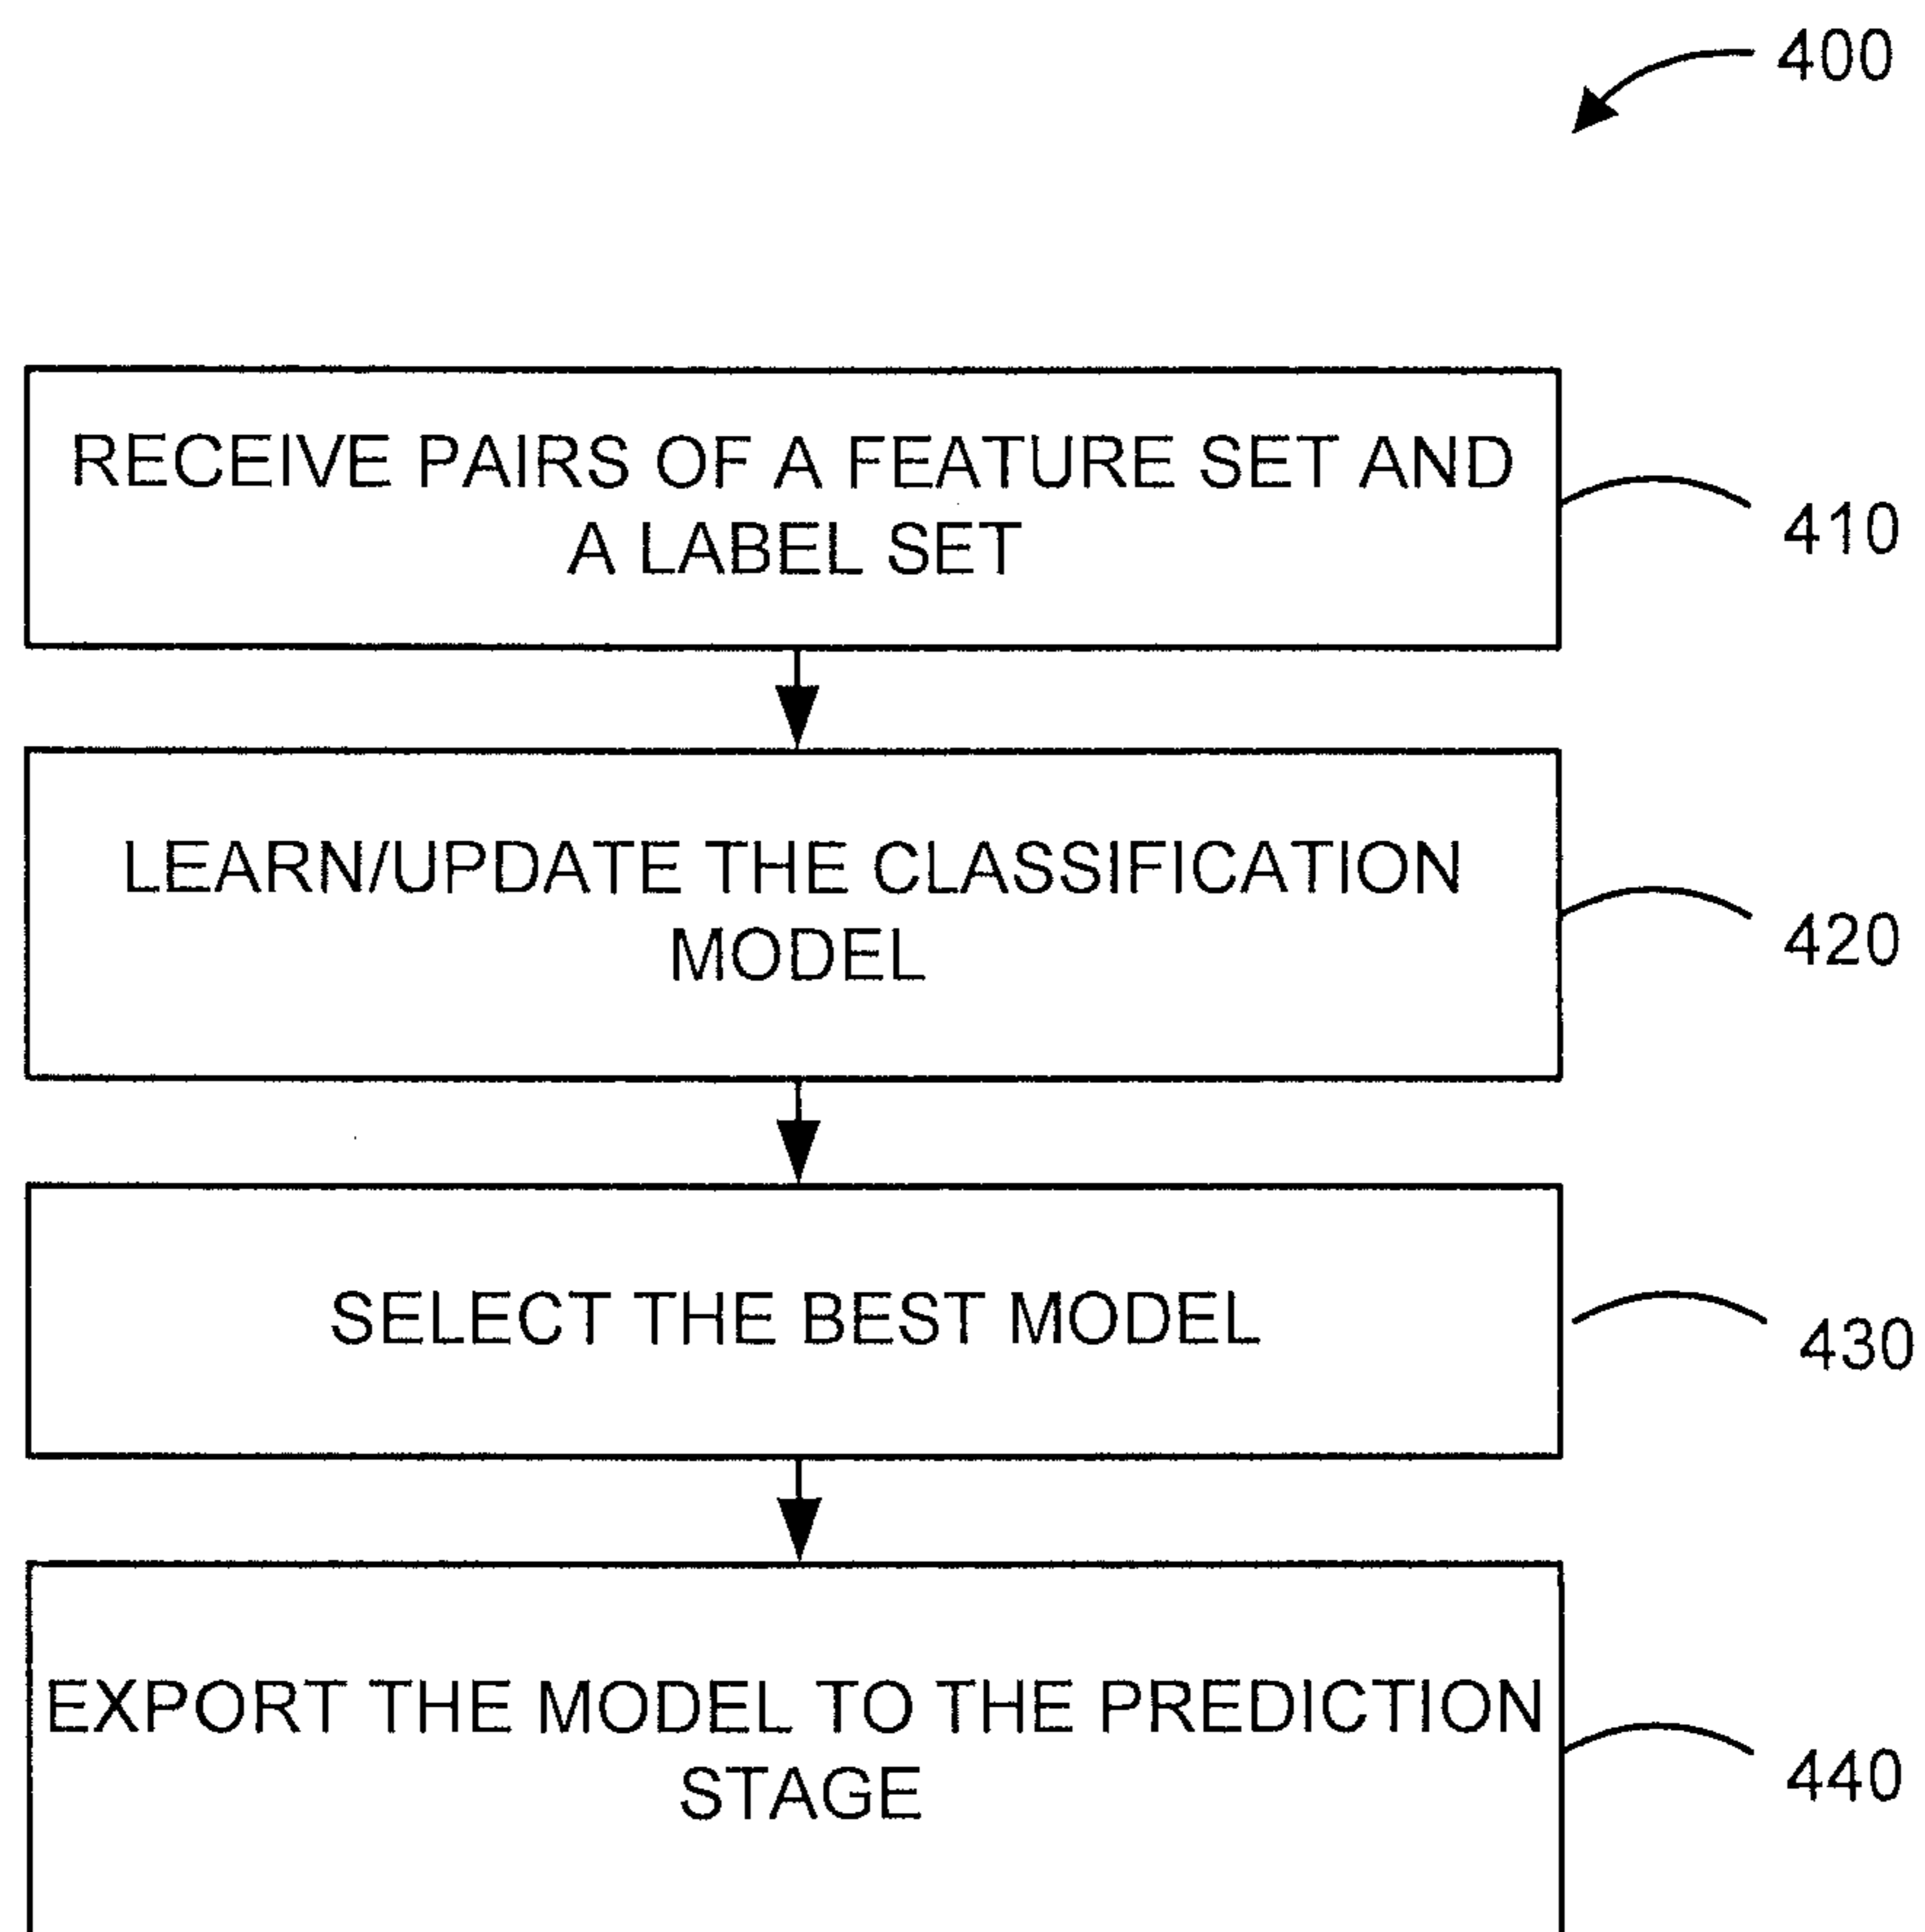 400
RECEIVE PAIRS OF A FEATURE SET AND
A LABEL SET
410
LEARN/UPDATE THE CLASSIFICATION
MODEL
420
SELECT THE BEST MODEL
430
EXPORT THE MODEL TO THE PREDICTION
STAGE
440